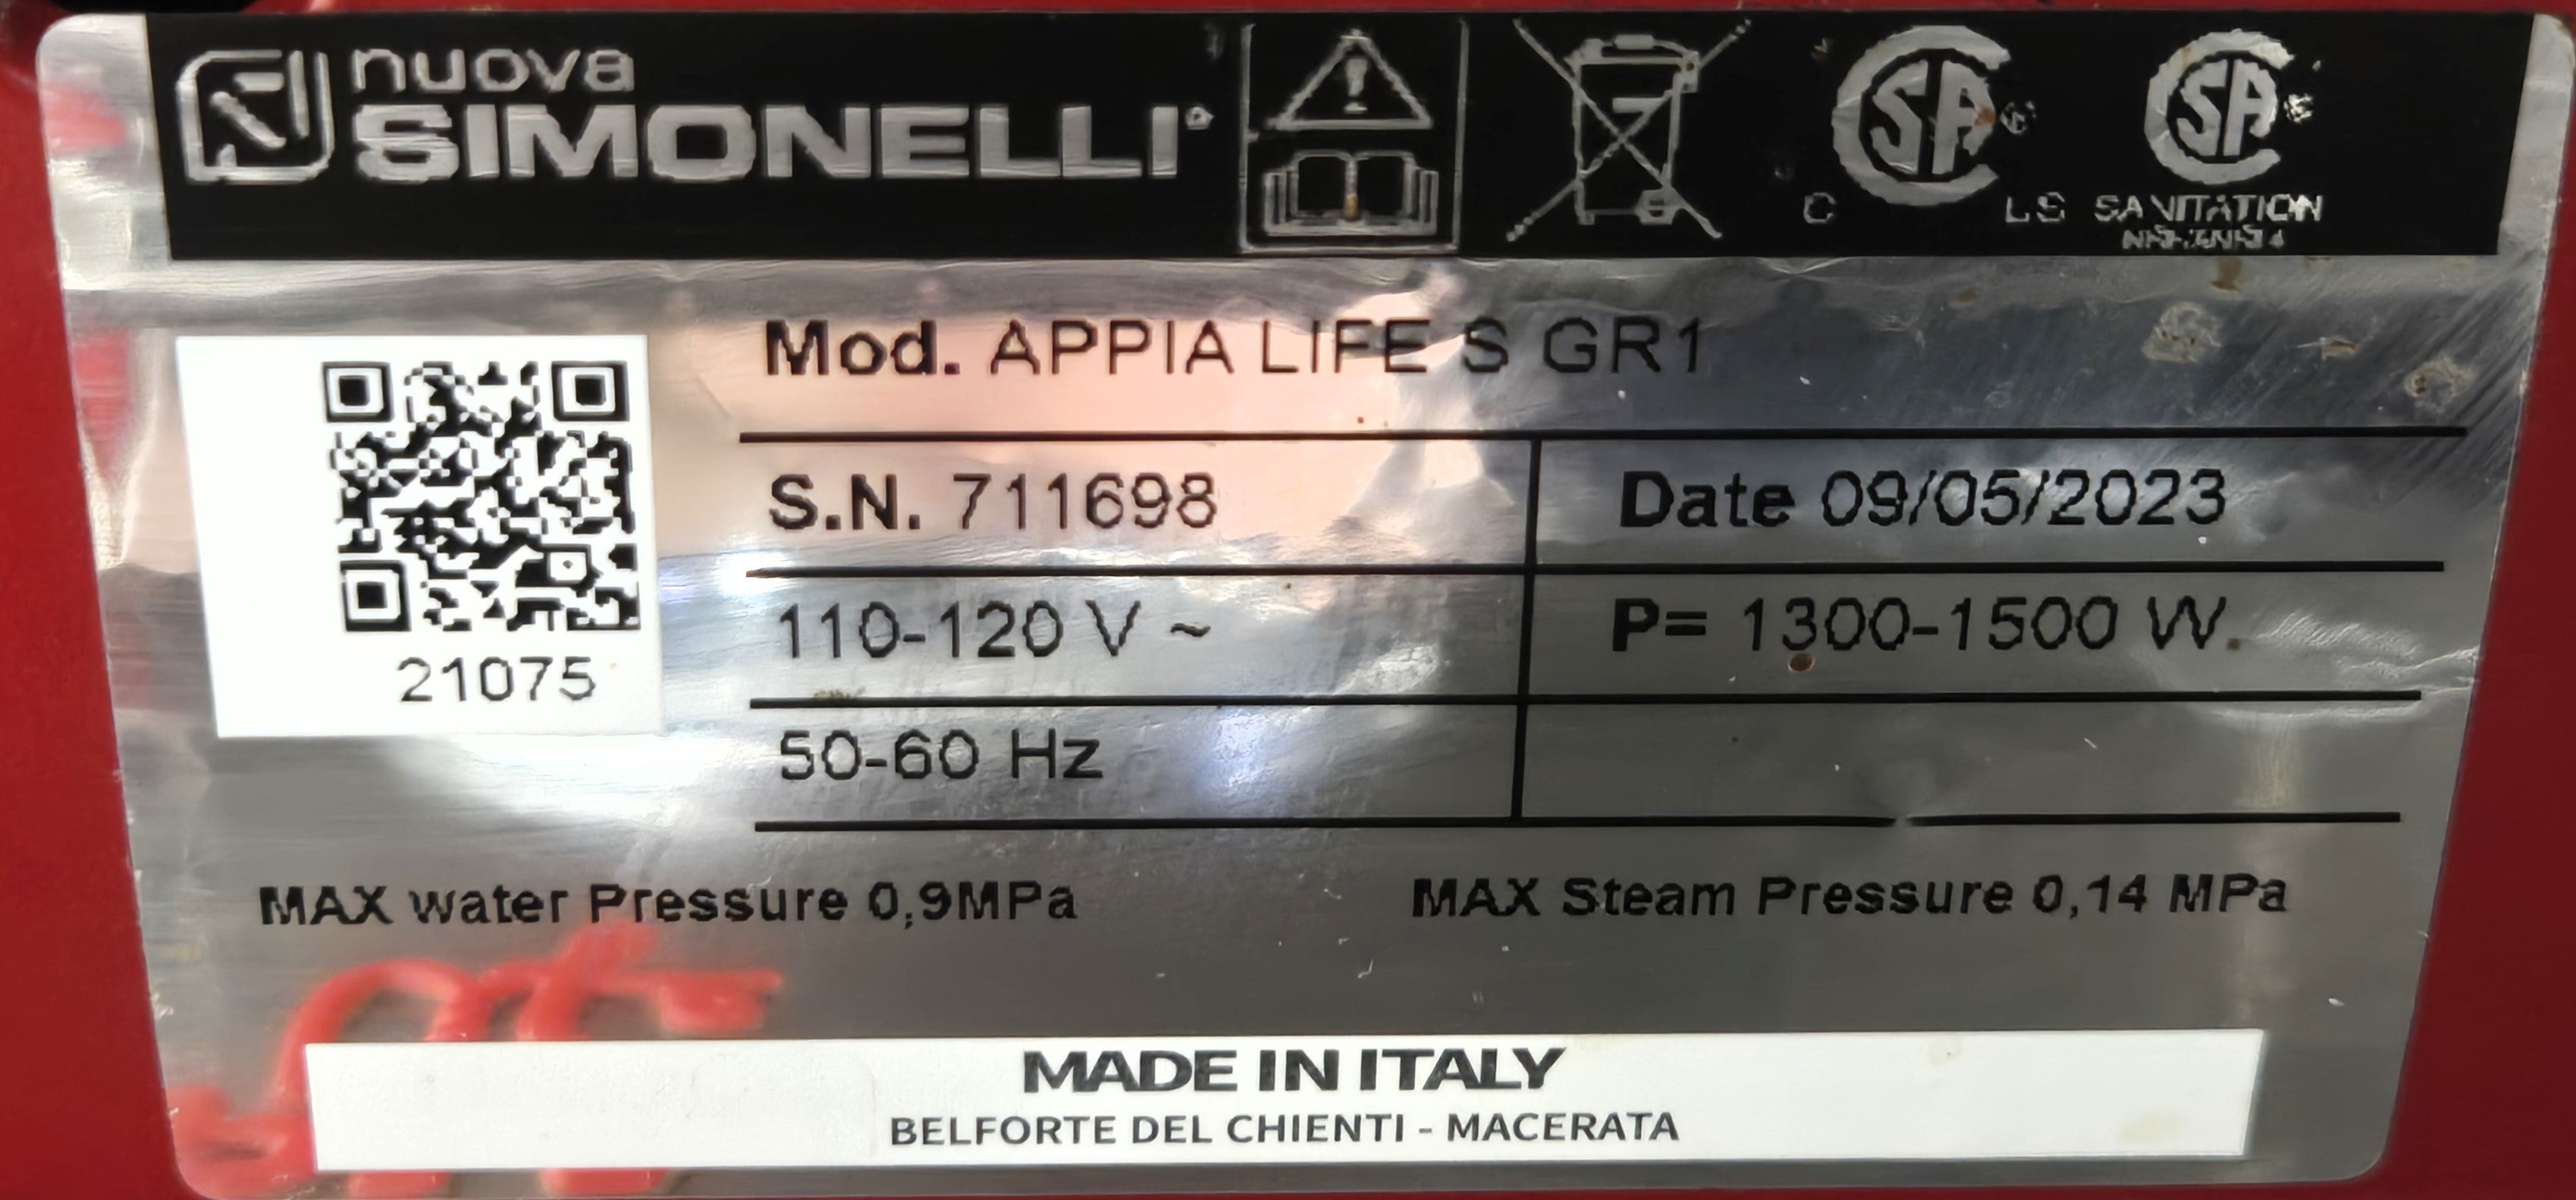 nuova
SIMONELLI®
C
US
SANITATION
Mod. APPIA LIFE S GR1
S.N. 711698
Date 09/05/2023
110-120 V ~
P= 1300-1500 W.
50-60 Hz
21075
MAX water Pressure 0,9MPa
MAX Steam Pressure 0,14 MPa
MADE IN ITALY
BELFORTE DEL CHIENTI - MACERATA